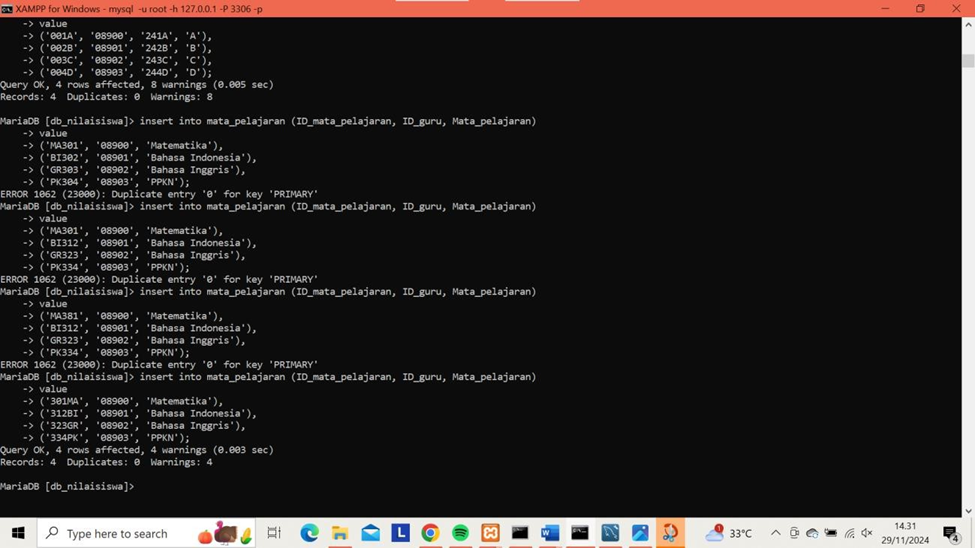 XAMPP for Windows - mysql -u root -h 127.0.0.1 -P 3306 -p
-> value
-> ('001A', '08900', '241A', 'A'),
-> ('002B', '08901', '242B', 'B'),
-> ('003C', '08902', '243C', 'C'),
-> ('004D', '08903', '244D', 'D');
Query OK, 4 rows affected, 8 warnings (0.005 sec)
Records: 4  Duplicates: 0  Warnings: 8
MariaDB [db_nilaisiswa]> insert into mata_pelajaran (ID_mata_pelajaran, ID_guru, Mata_pelajaran)
-> value
-> ('MA301', '08900', 'Matematika'),
-> ('BI302', '08901', 'Bahasa Indonesia'),
-> ('GR303', '08902', 'Bahasa Inggris'),
-> ('PK304', '08903', 'PPKN');
ERROR 1062 (23000): Duplicate entry '0' for key 'PRIMARY'
MariaDB [db_nilaisiswa]> insert into mata_pelajaran (ID_mata_pelajaran, ID_guru, Mata_pelajaran)
-> value
-> ('MA301', '08900', 'Matematika'),
-> ('BI312', '08901', 'Bahasa Indonesia'),
-> ('GR323', '08902', 'Bahasa Inggris'),
-> ('PK334', '08903', 'PPKN');
ERROR 1062 (23000): Duplicate entry '0' for key 'PRIMARY'
MariaDB [db_nilaisiswa]> insert into mata_pelajaran (ID_mata_pelajaran, ID_guru, Mata_pelajaran)
-> value
-> ('MA381', '08900', 'Matematika'),
-> ('BI312', '08901', 'Bahasa Indonesia'),
-> ('GR323', '08902', 'Bahasa Inggris'),
-> ('PK334', '08903', 'PPKN');
ERROR 1062 (23000): Duplicate entry '0' for key 'PRIMARY'
MariaDB [db_nilaisiswa]> insert into mata_pelajaran (ID_mata_pelajaran, ID_guru, Mata_pelajaran)
-> value
-> ('301MA', '08900', 'Matematika'),
-> ('312BI', '08901', 'Bahasa Indonesia'),
-> ('323GR', '08902', 'Bahasa Inggris'),
-> ('334PK', '08903', 'PPKN');
Query OK, 4 rows affected, 4 warnings (0.003 sec)
Records: 4  Duplicates: 0  Warnings: 4
MariaDB [db_nilaisiswa]>
Type here to search
L
W
1
33°C
14.31
29/11/2024
4